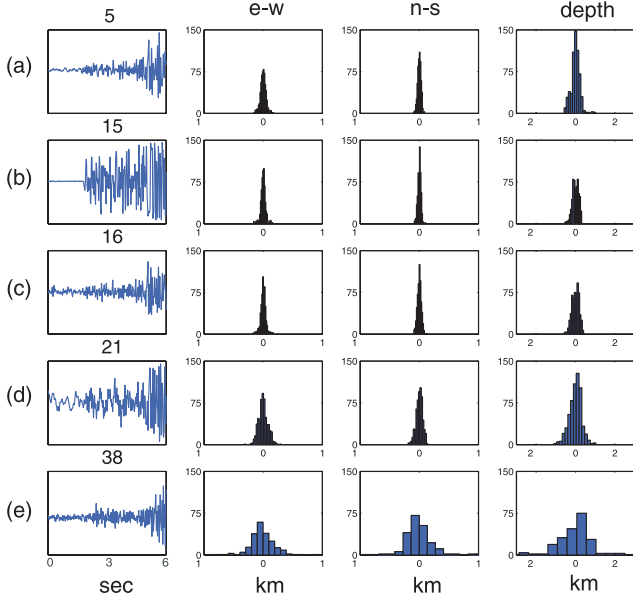 5 e-w n-s depth
(a) 150 75 0 1 0 1 150 75 0 1 0 1 150 75 0 2 0 2
15
(b) 150 75 0 1 0 1 150 75 0 1 0 1 150 75 0 2 0 2
16
(c) 150 75 0 1 0 1 150 75 0 1 0 1 150 75 0 2 0 2
21
(d) 150 75 0 1 0 1 150 75 0 1 0 1 150 75 0 2 0 2
38
(e) 150 75 0 1 0 1 150 75 0 1 0 1 150 75 0 2 0 2
0 6
sec km km km